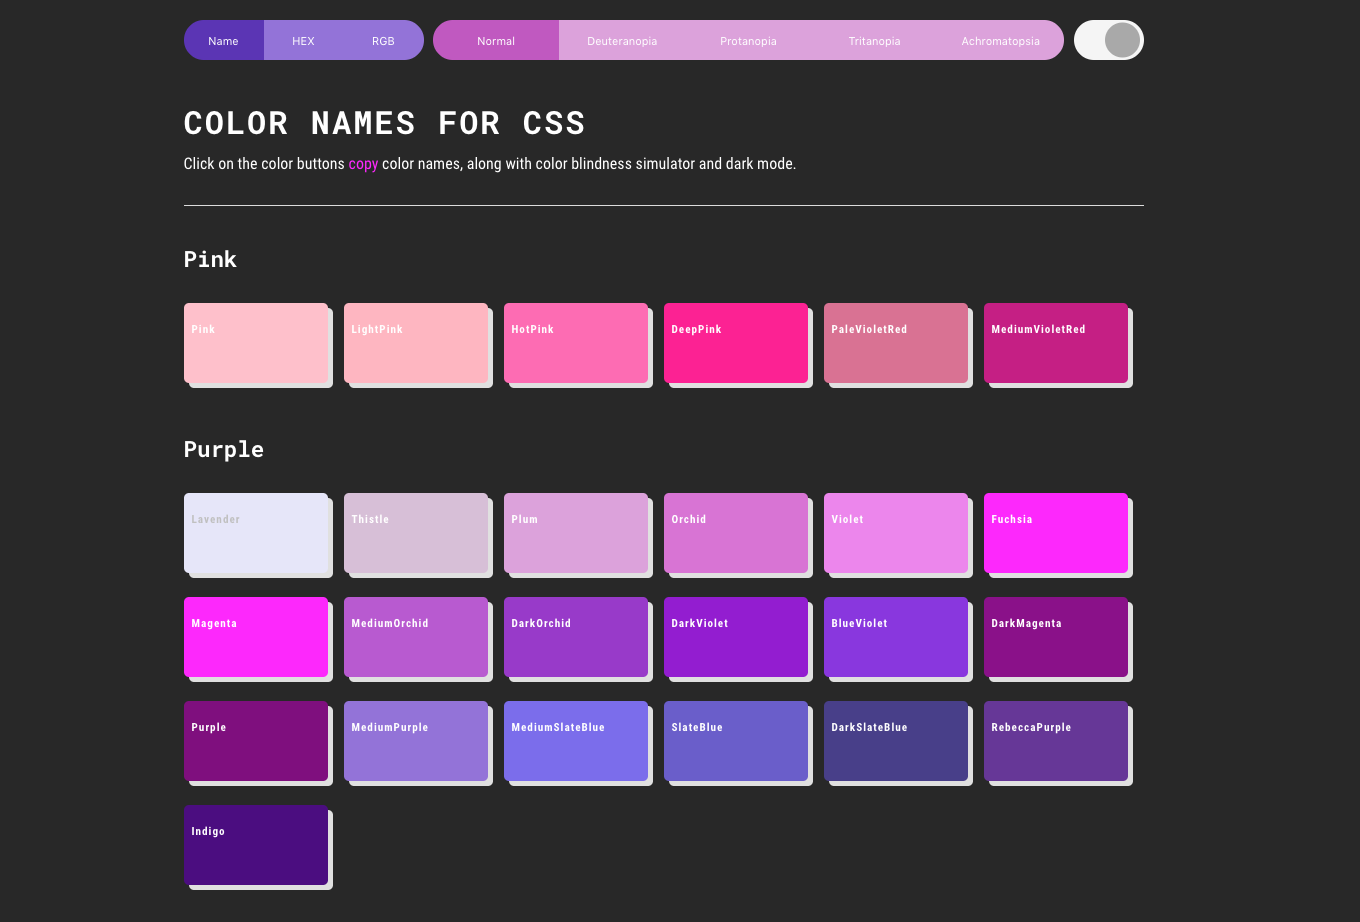 Name HEX RGB Normal Deuteranopia Protanopia Tritanopia Achromatopsia
COLOR NAMES FOR CSS
Click on the color buttons copy color names, along with color blindness simulator and dark mode.
Pink
Pink LightPink HotPink DeepPink PaleVioletRed MediumVioletRed
Purple
Lavender Thistle Plum Orchid Violet Fuchsia
Magenta MediumOrchid DarkOrchid DarkViolet BlueViolet DarkMagenta
Purple MediumPurple MediumSlateBlue SlateBlue DarkSlateBlue RebeccaPurple
Indigo